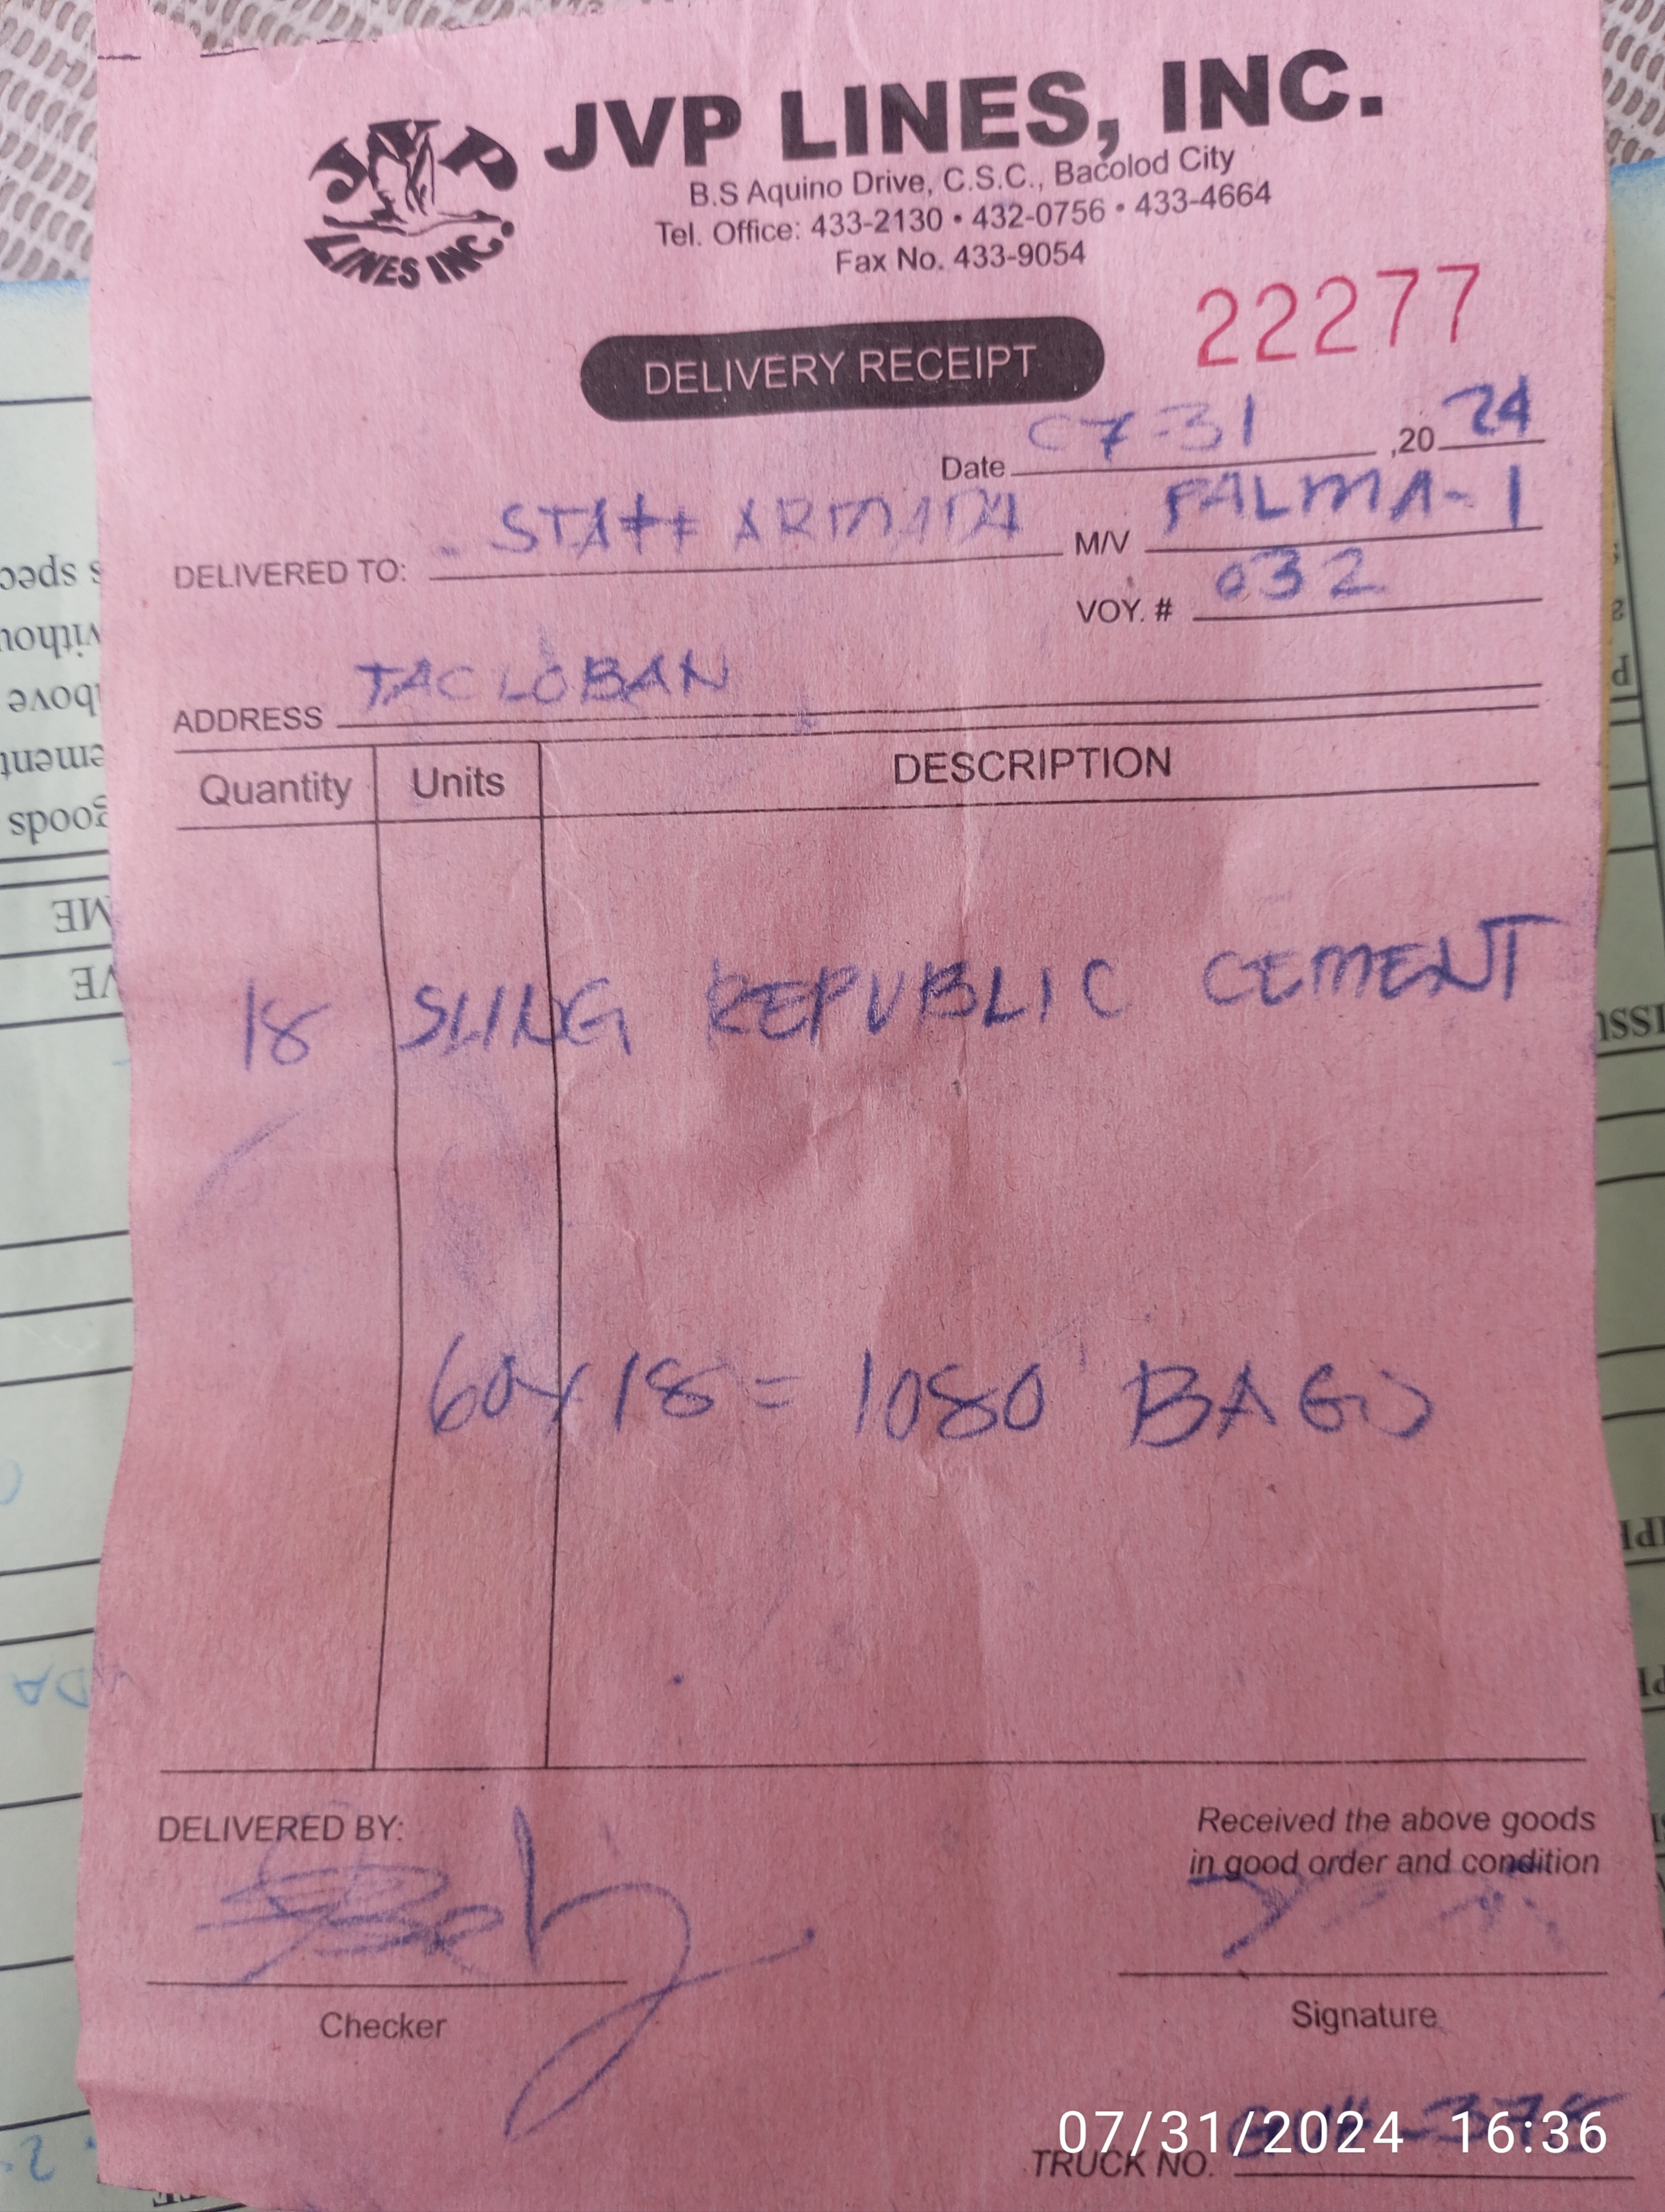 JVP LINES INC.
JVP LINES, INC.
B.S Aquino Drive, C.S.C., Bacolod City
Tel. Office: 433-2130 • 432-0756 • 433-4664
Fax No. 433-9054
22277
DELIVERY RECEIPT
Date 07-31 ,20 24
DELIVERED TO: M/V PALMA-1
VOY. # 032
ADDRESS TACLOBAN
Quantity Units DESCRIPTION
18 SLING REPUBLIC CEMENT
60x18 = 1080 BAGS
DELIVERED BY:
Received the above goods
in good order and condition
Checker
Signature
07/31/2024 16:36
TRUCK NO.